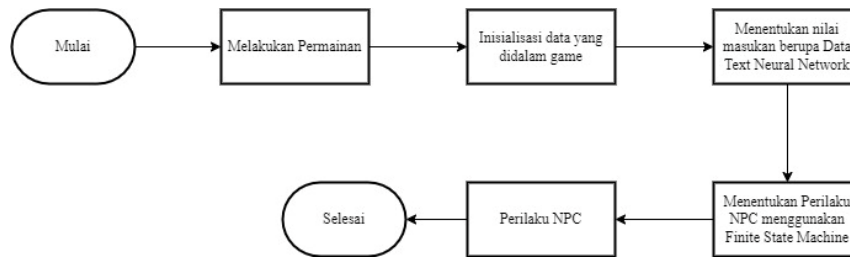 Mulai
Melakukan Permainan
Inisialisasi data yang
didalam game
Menentukan nilai
masukan berupa Data
Text Neural Network
Menentukan Perilaku
NPC menggunakan
Finite State Machine
Perilaku NPC
Selesai